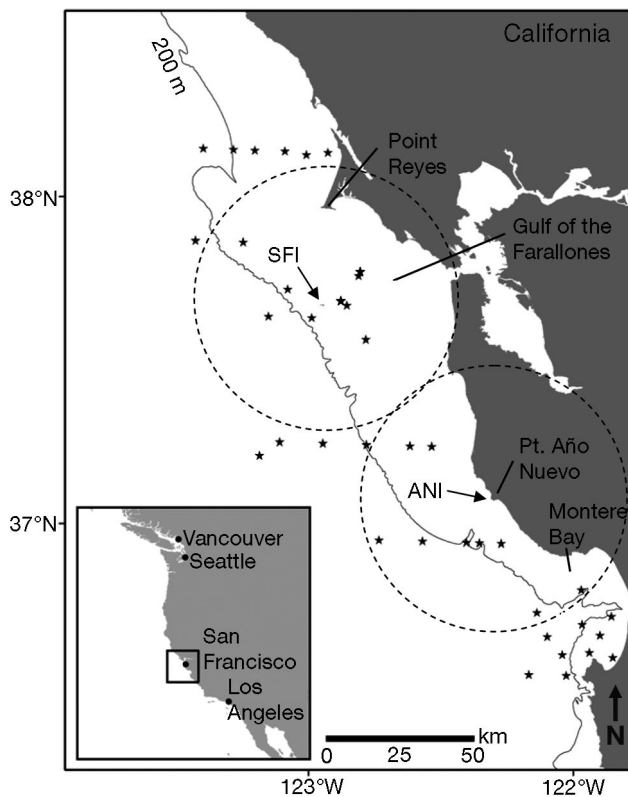 California
200 m
Point
Reyes
38°N
Gulf of the
Farallones
SFI
Pt. Año
Nuevo
ANI
37°N
Montere
Bay
Vancouver
Seattle
San
Francisco
Los
Angeles
km
0 25 50
N
123°W 122°W